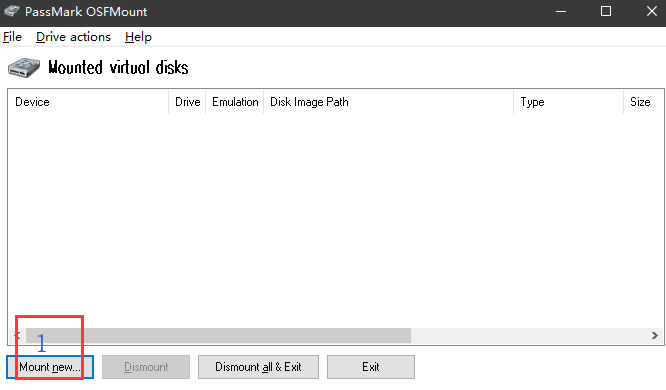 PassMark OSFMount
File Drive actions Help
Mounted virtual disks
Device Drive Emulation Disk Image Path Type Size
1
Mount new... Dismount Dismount all & Exit Exit